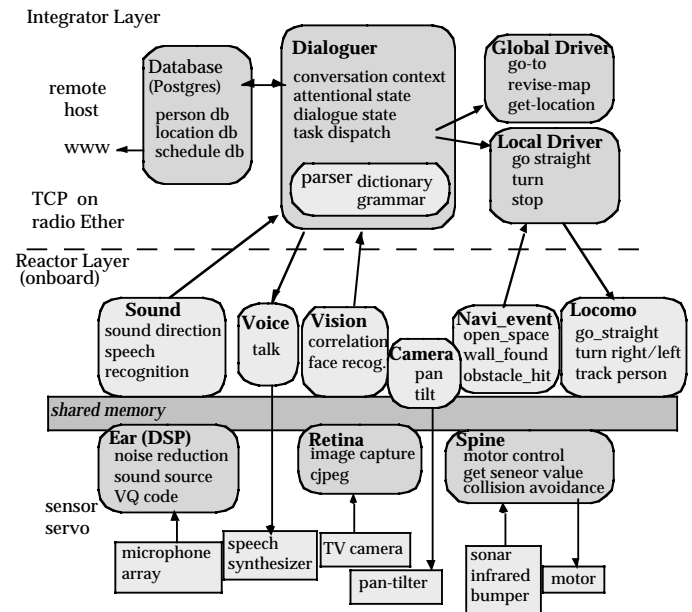 Integrator Layer
Database
(Postgres)
person db
location db
schedule db
remote
host
www
TCP on
radio Ether
Dialoguer
conversation context
attentional state
dialogue state
task dispatch
parser dictionary
grammar
Global Driver
go-to
revise-map
get-location
Local Driver
go straight
turn
stop
Reactor Layer
(onboard)
Sound
sound direction
speech
recognition
Voice
talk
Vision
correlation
face recog.
Camera
pan
tilt
Navi_event
open_space
wall_found
obstacle_hit
Locomo
go_straight
turn right/left
track person
shared memory
Ear (DSP)
noise reduction
sound source
VQ code
Retina
image capture
cjpeg
Spine
motor control
get seneor value
collision avoidance
sensor
servo
microphone
array
speech
synthesizer
TV camera
pan-tilter
sonar
infrared
bumper
motor